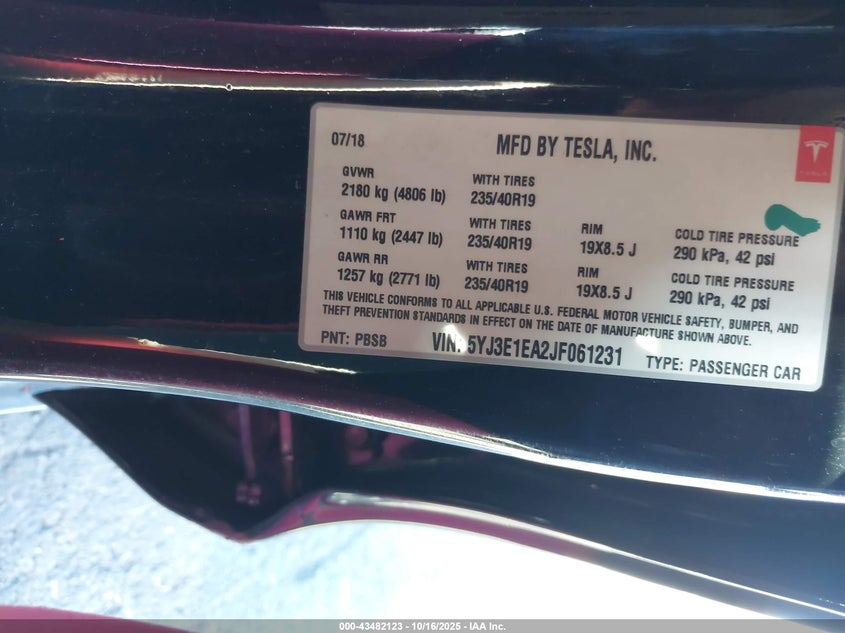 07/18
MFD BY TESLA, INC.
TESLA
GVWR
2180 kg (4806 lb)
WITH TIRES
235/40R19
GAWR FRT
1110 kg (2447 lb)
WITH TIRES
235/40R19
RIM
19X8.5 J
COLD TIRE PRESSURE
290 kPa, 42 psi
GAWR RR
1257 kg (2771 lb)
WITH TIRES
235/40R19
RIM
19X8.5 J
COLD TIRE PRESSURE
290 kPa, 42 psi
THIS VEHICLE CONFORMS TO ALL APPLICABLE U.S. FEDERAL MOTOR VEHICLE SAFETY, BUMPER, AND
THEFT PREVENTION STANDARDS IN EFFECT ON THE DATE OF MANUFACTURE SHOWN ABOVE.
PNT: PBSB
VIN: 5YJ3E1EA2JF061231
TYPE: PASSENGER CAR
000-43482123 - 10/16/2025 - IAA Inc.